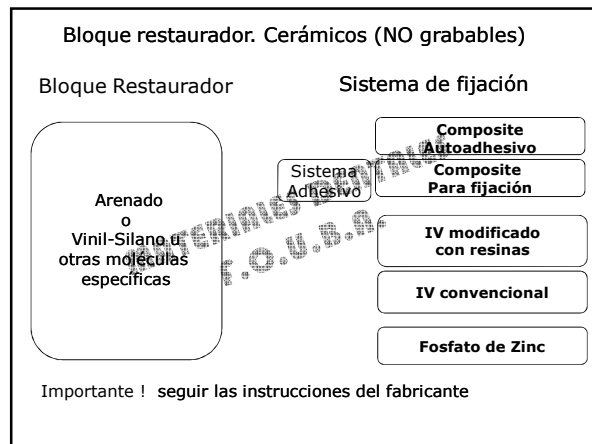 Bloque restaurador. Cerámicos (NO grabables)
Bloque Restaurador
Sistema de fijación
Arenado
o
Vinil-Silano u
otras moléculas
específicas
Composite
Autoadhesivo
Sistema
Adhesivo
Composite
Para fijación
IV modificado
con resinas
IV convencional
Fosfato de Zinc
MATERIALES DENTALES
F.O.U.B.A.
Importante ! seguir las instrucciones del fabricante